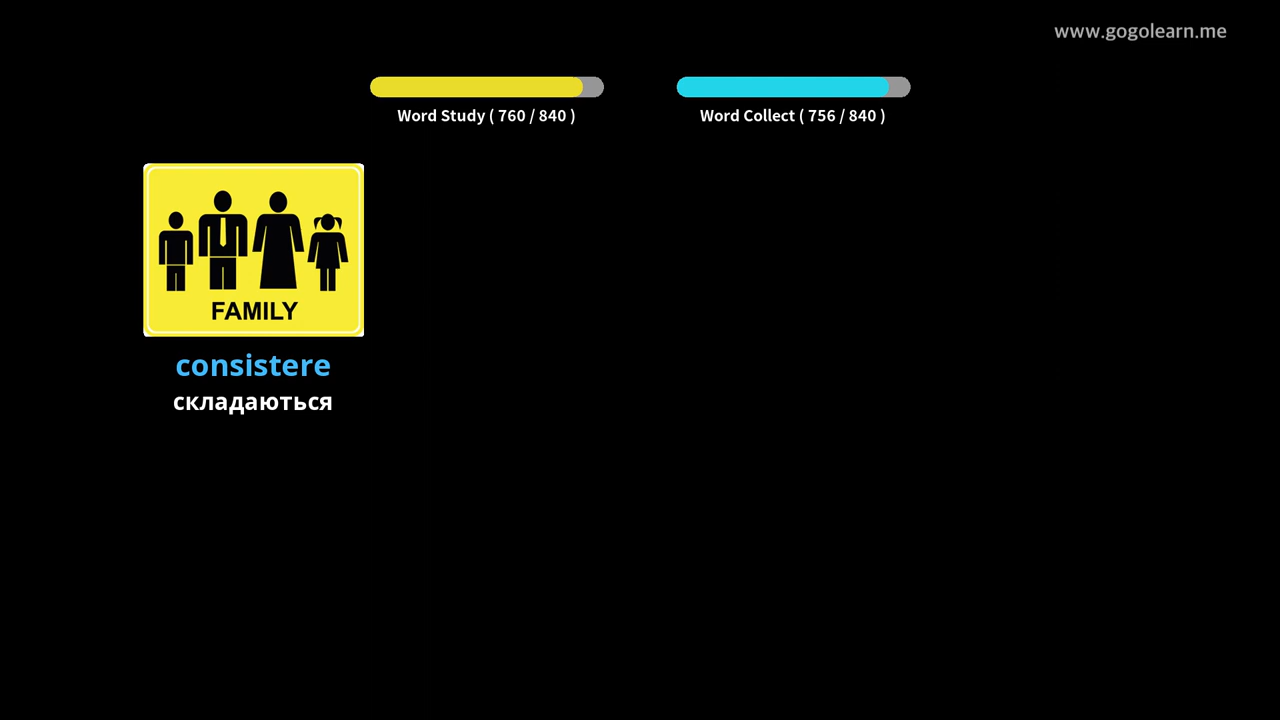 www.gogolearn.me
Word Study ( 760 / 840 )
Word Collect ( 756 / 840 )
FAMILY
consistere
складаються